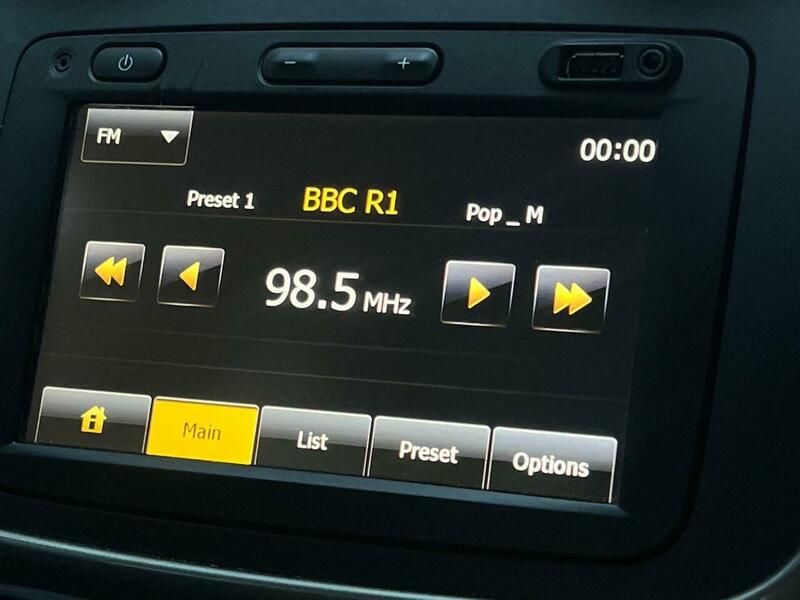 FM
00:00
Preset 1
BBC R1
Pop _ M
98.5 MHz
Main
List
Preset
Options